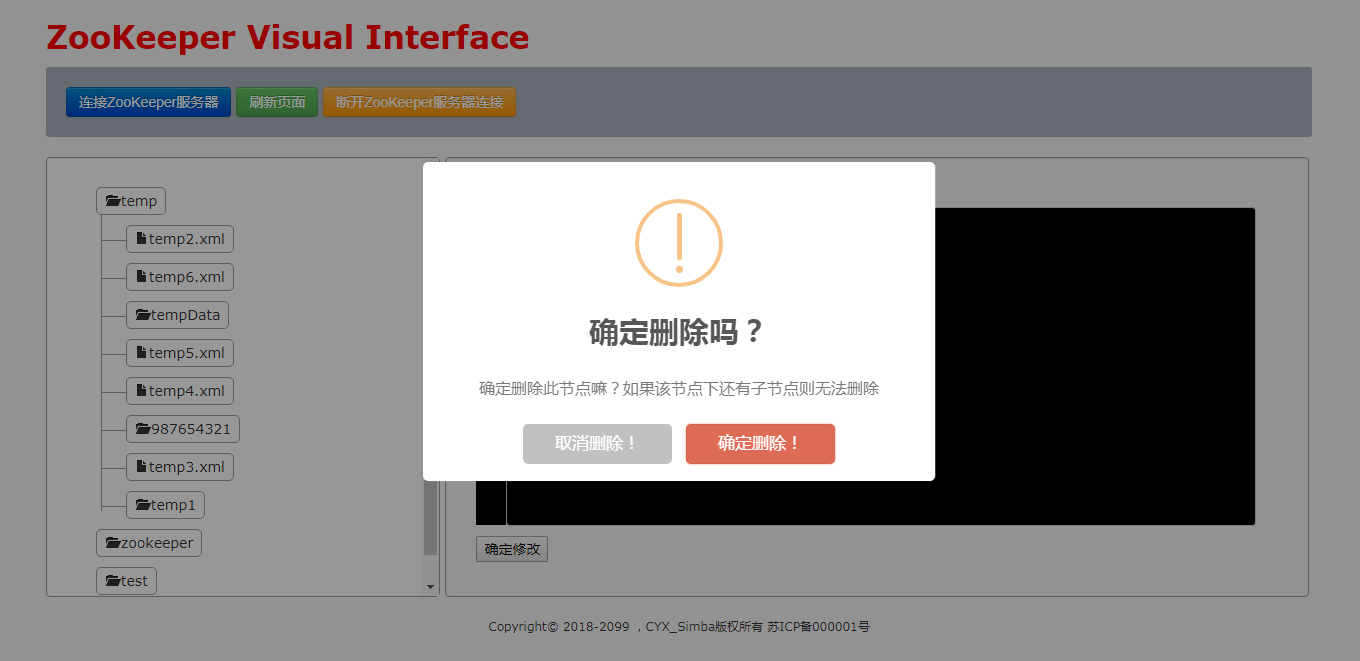 ZooKeeper Visual Interface
连接ZooKeeper服务器 刷新页面 断开ZooKeeper服务器连接
temp
temp2.xml
temp6.xml
tempData
temp5.xml
temp4.xml
987654321
temp3.xml
temp1
zookeeper
test
确定删除吗？
确定删除此节点嘛？如果该节点下还有子节点则无法删除
取消删除！ 确定删除！
确定修改
Copyright© 2018-2099 ，CYX_Simba版权所有 苏ICP备000001号